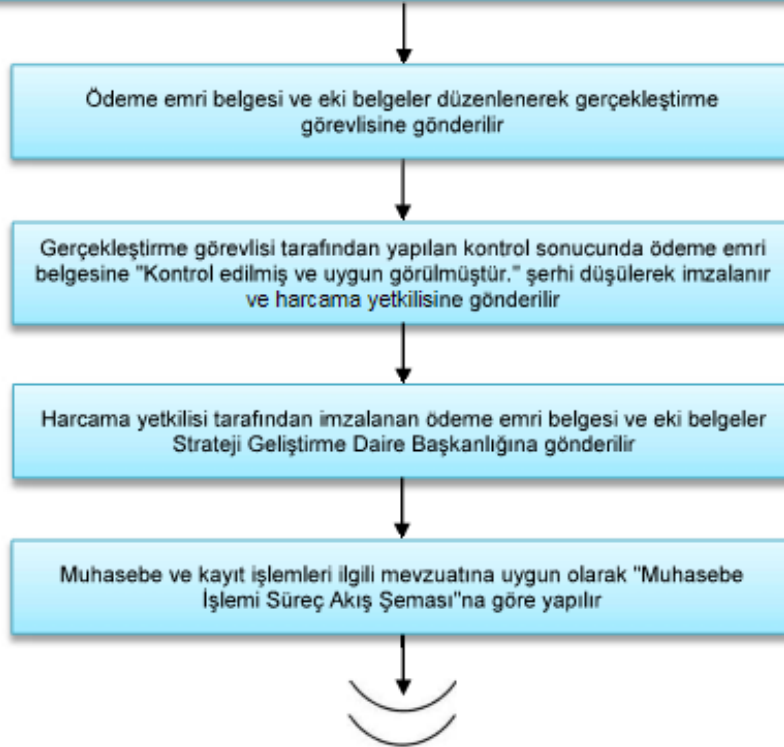 Ödeme emri belgesi ve eki belgeler düzenlenerek gerçekleştirme
görevlisine gönderilir
Gerçekleştirme görevlisi tarafından yapılan kontrol sonucunda ödeme emri
belgesine "Kontrol edilmiş ve uygun görülmüştür." şerhi düşülerek imzalanır
ve harcama yetkilisine gönderilir
Harcama yetkilisi tarafından imzalanan ödeme emri belgesi ve eki belgeler
Strateji Geliştirme Daire Başkanlığına gönderilir
Muhasebe ve kayıt işlemleri ilgili mevzuatına uygun olarak "Muhasebe
İşlemi Süreç Akış Şeması"na göre yapılır